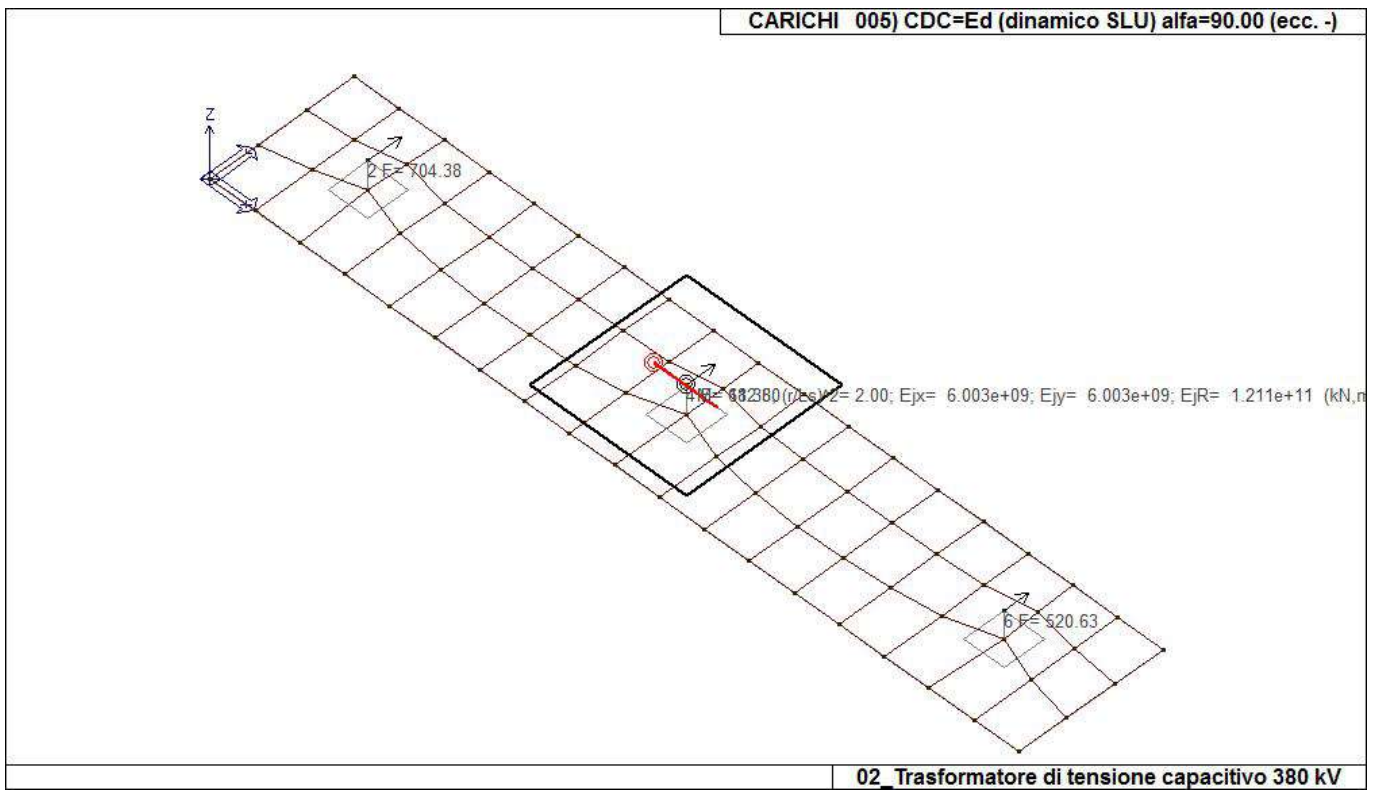 CARICHI 005) CDC=Ed (dinamico SLU) alfa=90.00 (ecc. -)
Z
2 F= 704.38
2= 2.00; Ejx= 6.003e+09; Ejy= 6.003e+09; EjR= 1.211e+11 (kN,m
6 F= 520.63
02_Trasformatore di tensione capacitivo 380 kV